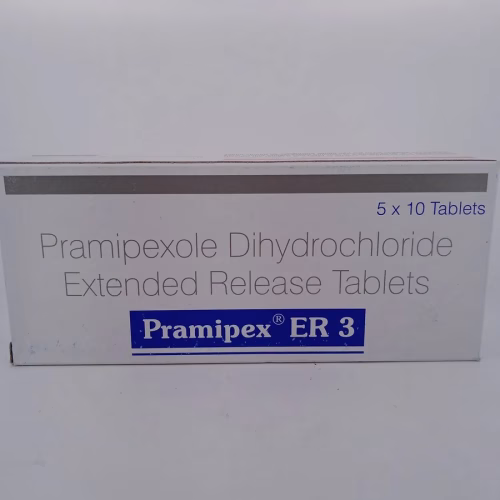 5 x 10 Tablets
Pramipexole Dihydrochloride
Extended Release Tablets
Pramipex® ER 3